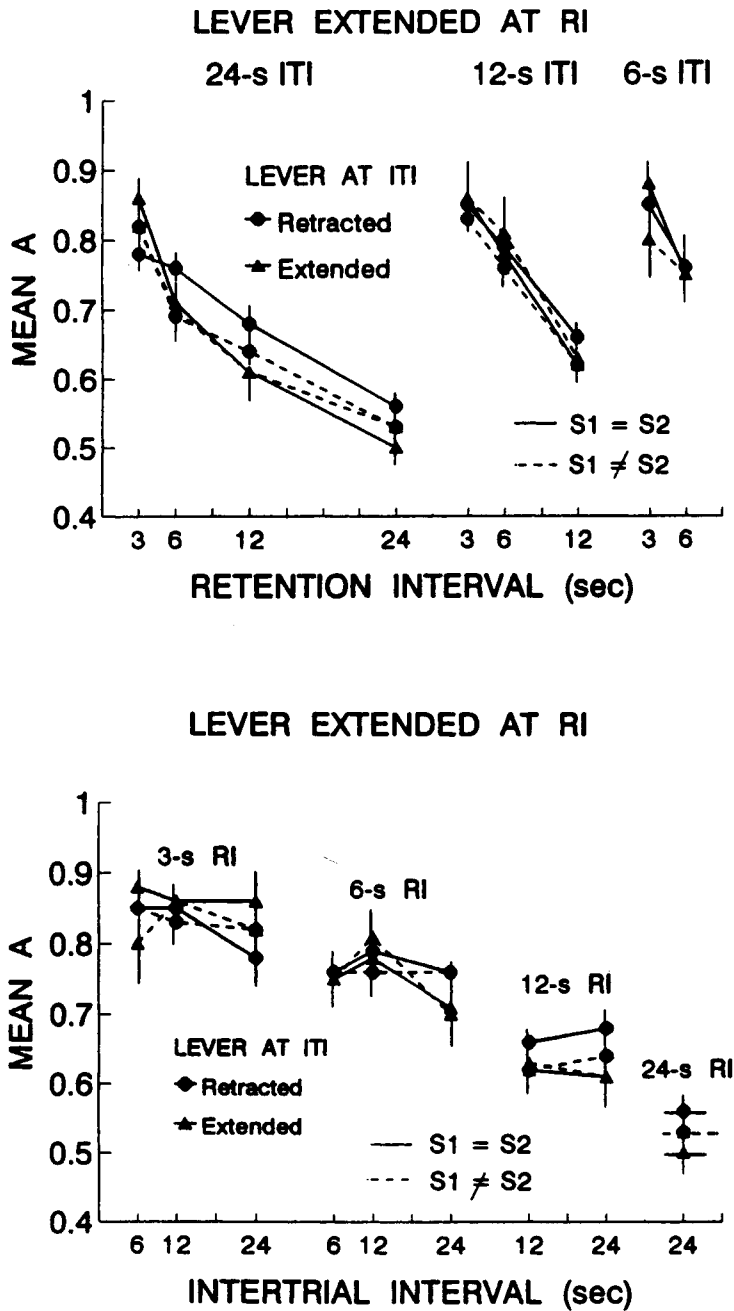 LEVER EXTENDED AT RI
24-s ITI 12-s ITI 6-s ITI
1
0.9
LEVER AT ITI
Retracted
0.8
Extended
MEAN A
0.7
0.6
S1 = S2
0.5
S1 ≠ S2
0.4
3 6 12 24 3 6 12 3 6
RETENTION INTERVAL (sec)
LEVER EXTENDED AT RI
1
3-s RI
0.9
6-s RI
0.8
12-s RI
MEAN A
0.7
LEVER AT ITI
24-s RI
Retracted
0.6
Extended
S1 = S2
0.5
S1 ≠ S2
0.4
6 12 24 6 12 24 12 24 24
INTERTRIAL INTERVAL (sec)